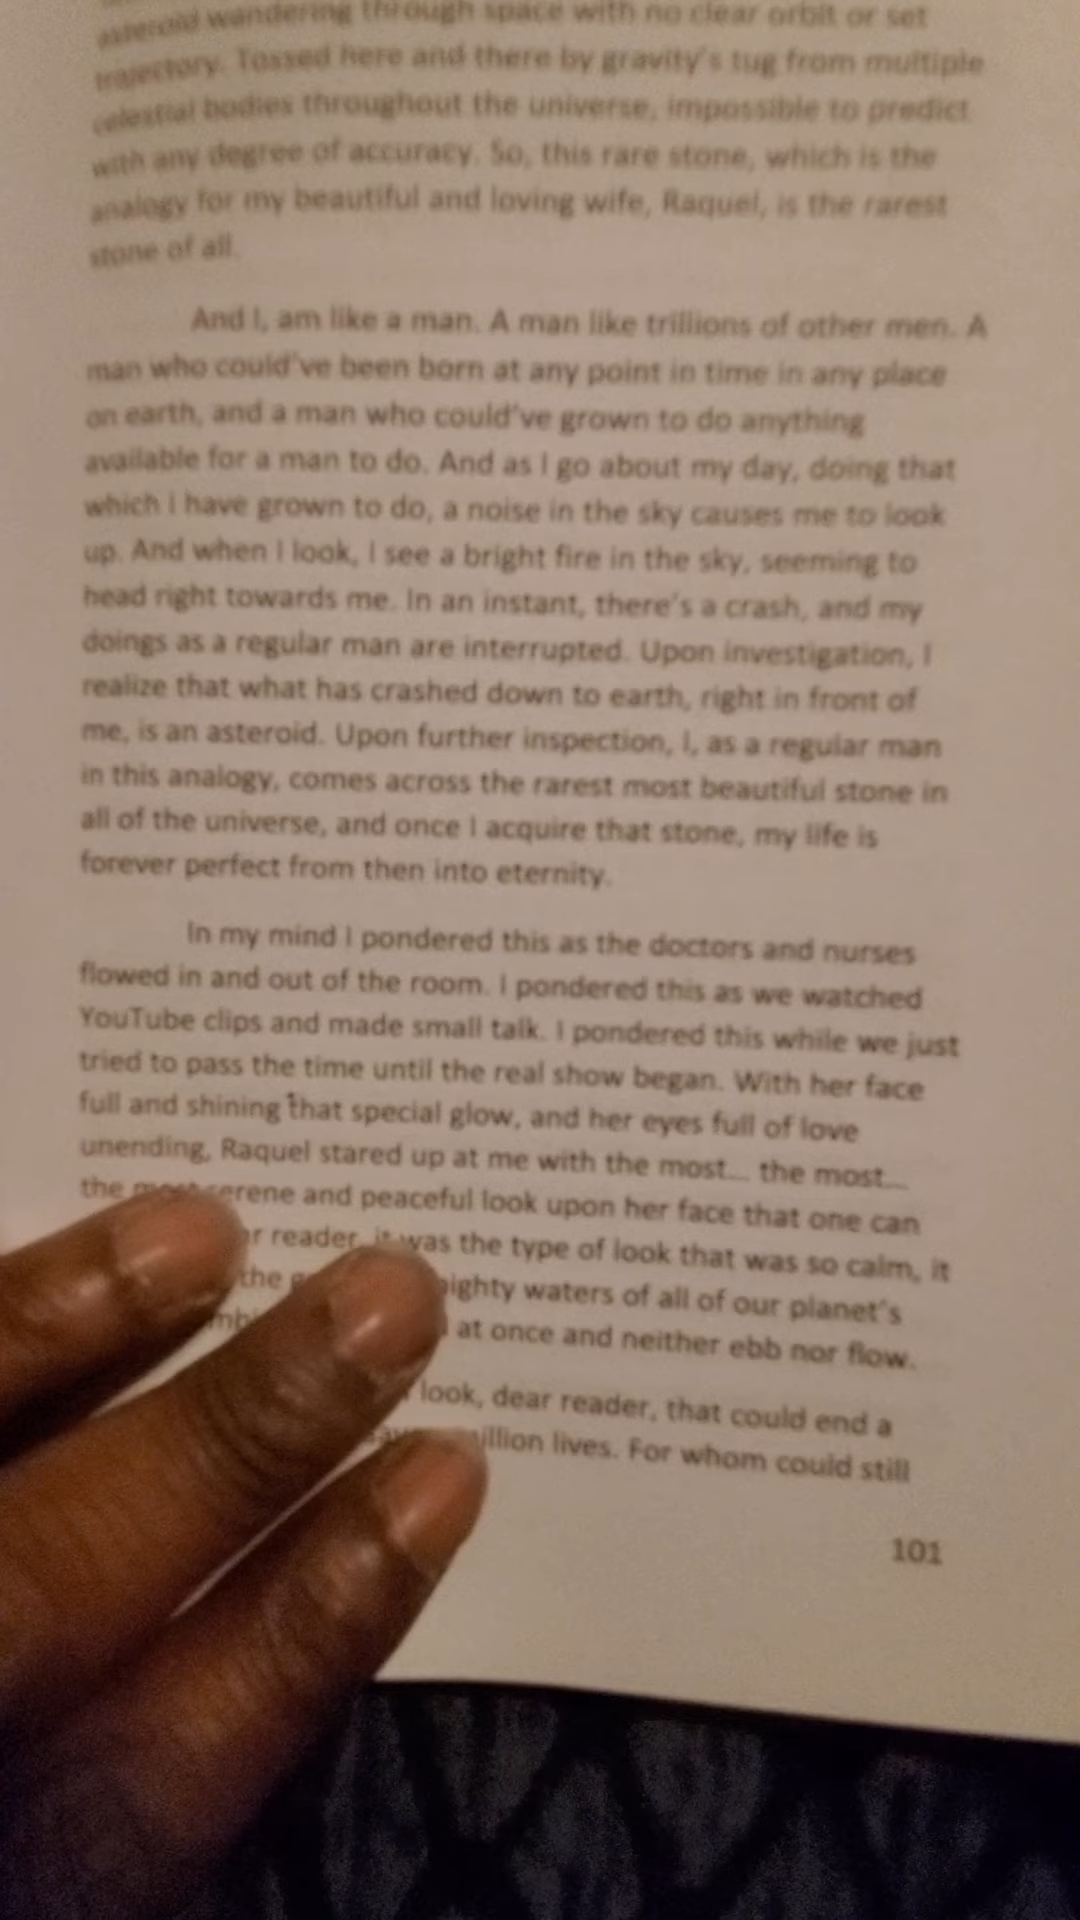 asteroid wandering through space with no clear orbit or set
trajectory. Tossed here and there by gravity's tug from multiple
celestial bodies throughout the universe, impossible to predict
with any degree of accuracy. So, this rare stone, which is the
analogy for my beautiful and loving wife, Raquel, is the rarest
stone of all.
And I, am like a man. A man like trillions of other men. A
man who could've been born at any point in time in any place
on earth, and a man who could've grown to do anything
available for a man to do. And as I go about my day, doing that
which I have grown to do, a noise in the sky causes me to look
up. And when I look, I see a bright fire in the sky, seeming to
head right towards me. In an instant, there's a crash, and my
doings as a regular man are interrupted. Upon investigation, I
realize that what has crashed down to earth, right in front of
me, is an asteroid. Upon further inspection, I, as a regular man
in this analogy, comes across the rarest most beautiful stone in
all of the universe, and once I acquire that stone, my life is
forever perfect from then into eternity.
In my mind I pondered this as the doctors and nurses
flowed in and out of the room. I pondered this as we watched
YouTube clips and made small talk. I pondered this while we just
tried to pass the time until the real show began. With her face
full and shining that special glow, and her eyes full of love
unending, Raquel stared up at me with the most... the most...
the most serene and peaceful look upon her face that one can
reader, it was the type of look that was so calm, it
the mighty waters of all of our planet's
at once and neither ebb nor flow.
look, dear reader, that could end a
million lives. For whom could still
101